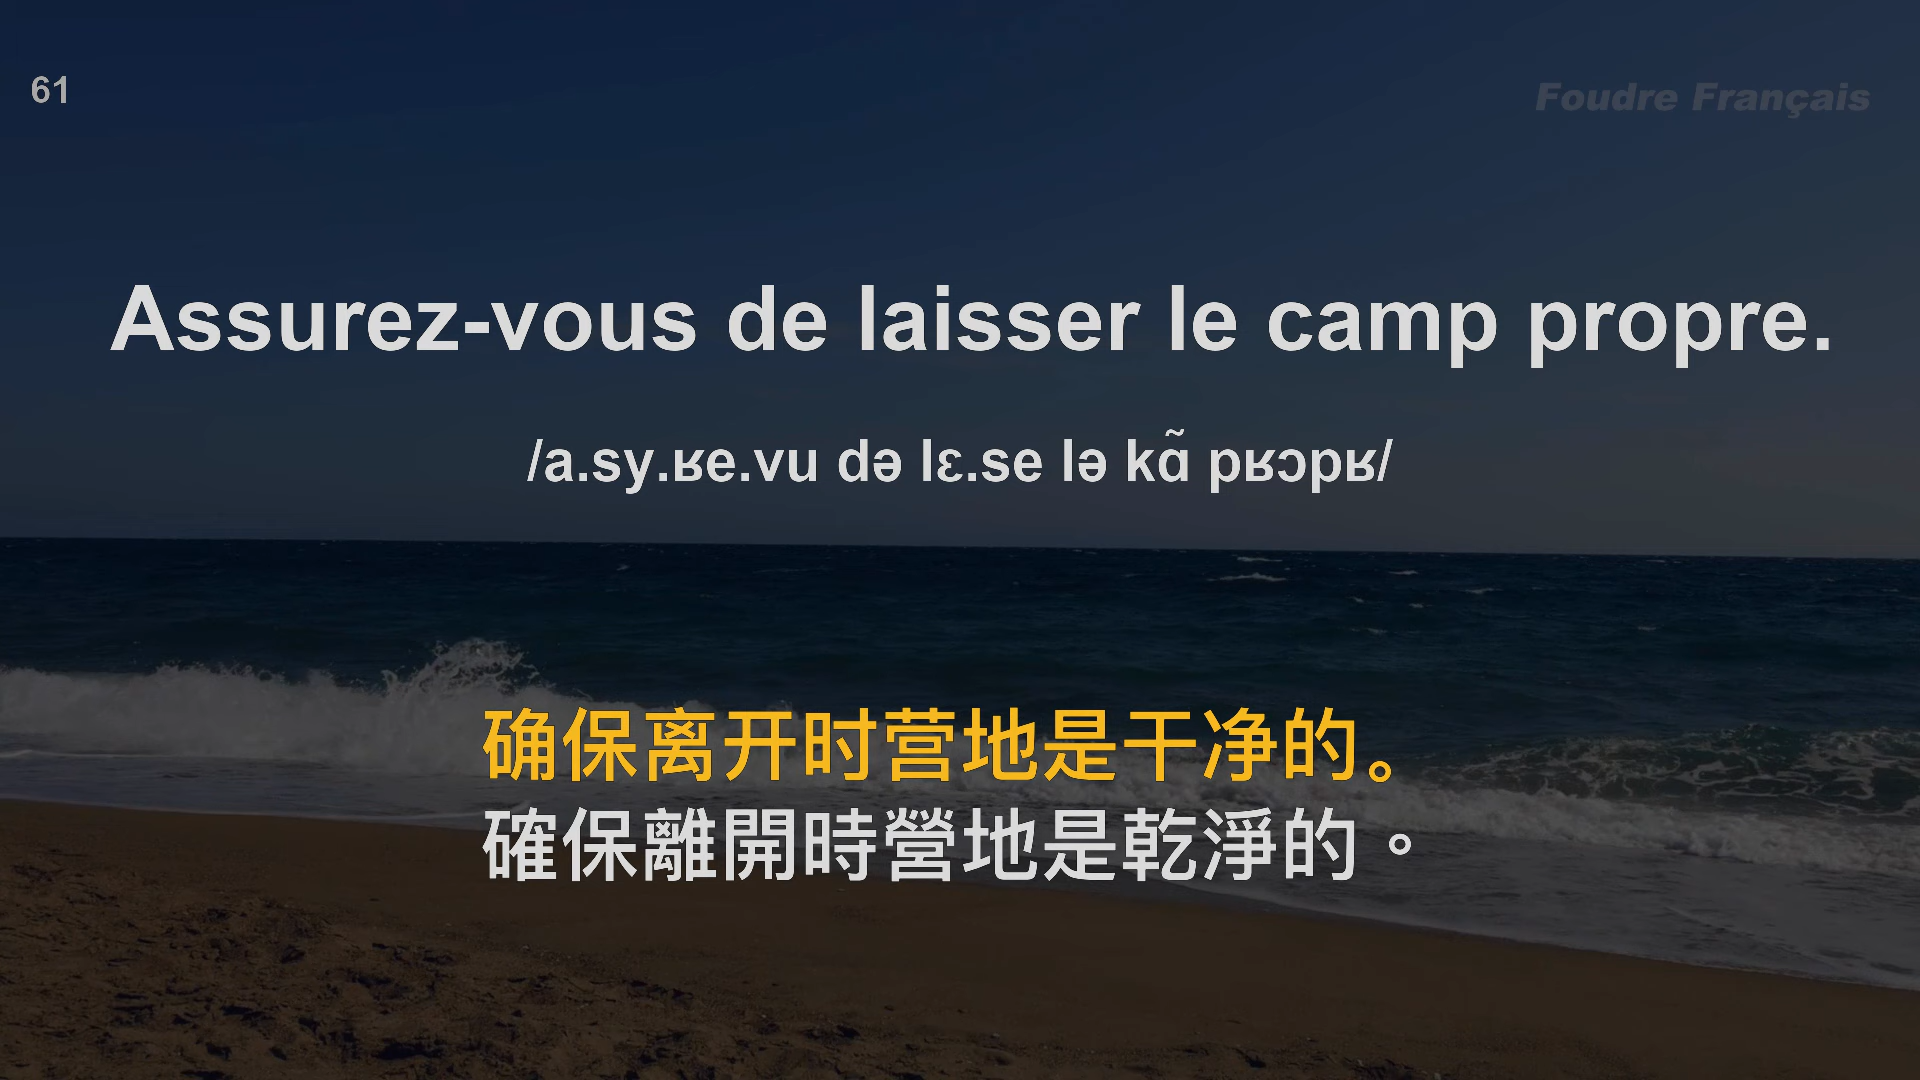 61
Foudre Français
Assurez-vous de laisser le camp propre.
/a.sy.ʁe.vu də lɛ.se lə kɑ̃ pʁɔpʁ/
确保离开时营地是干净的。
確保離開時營地是乾淨的。